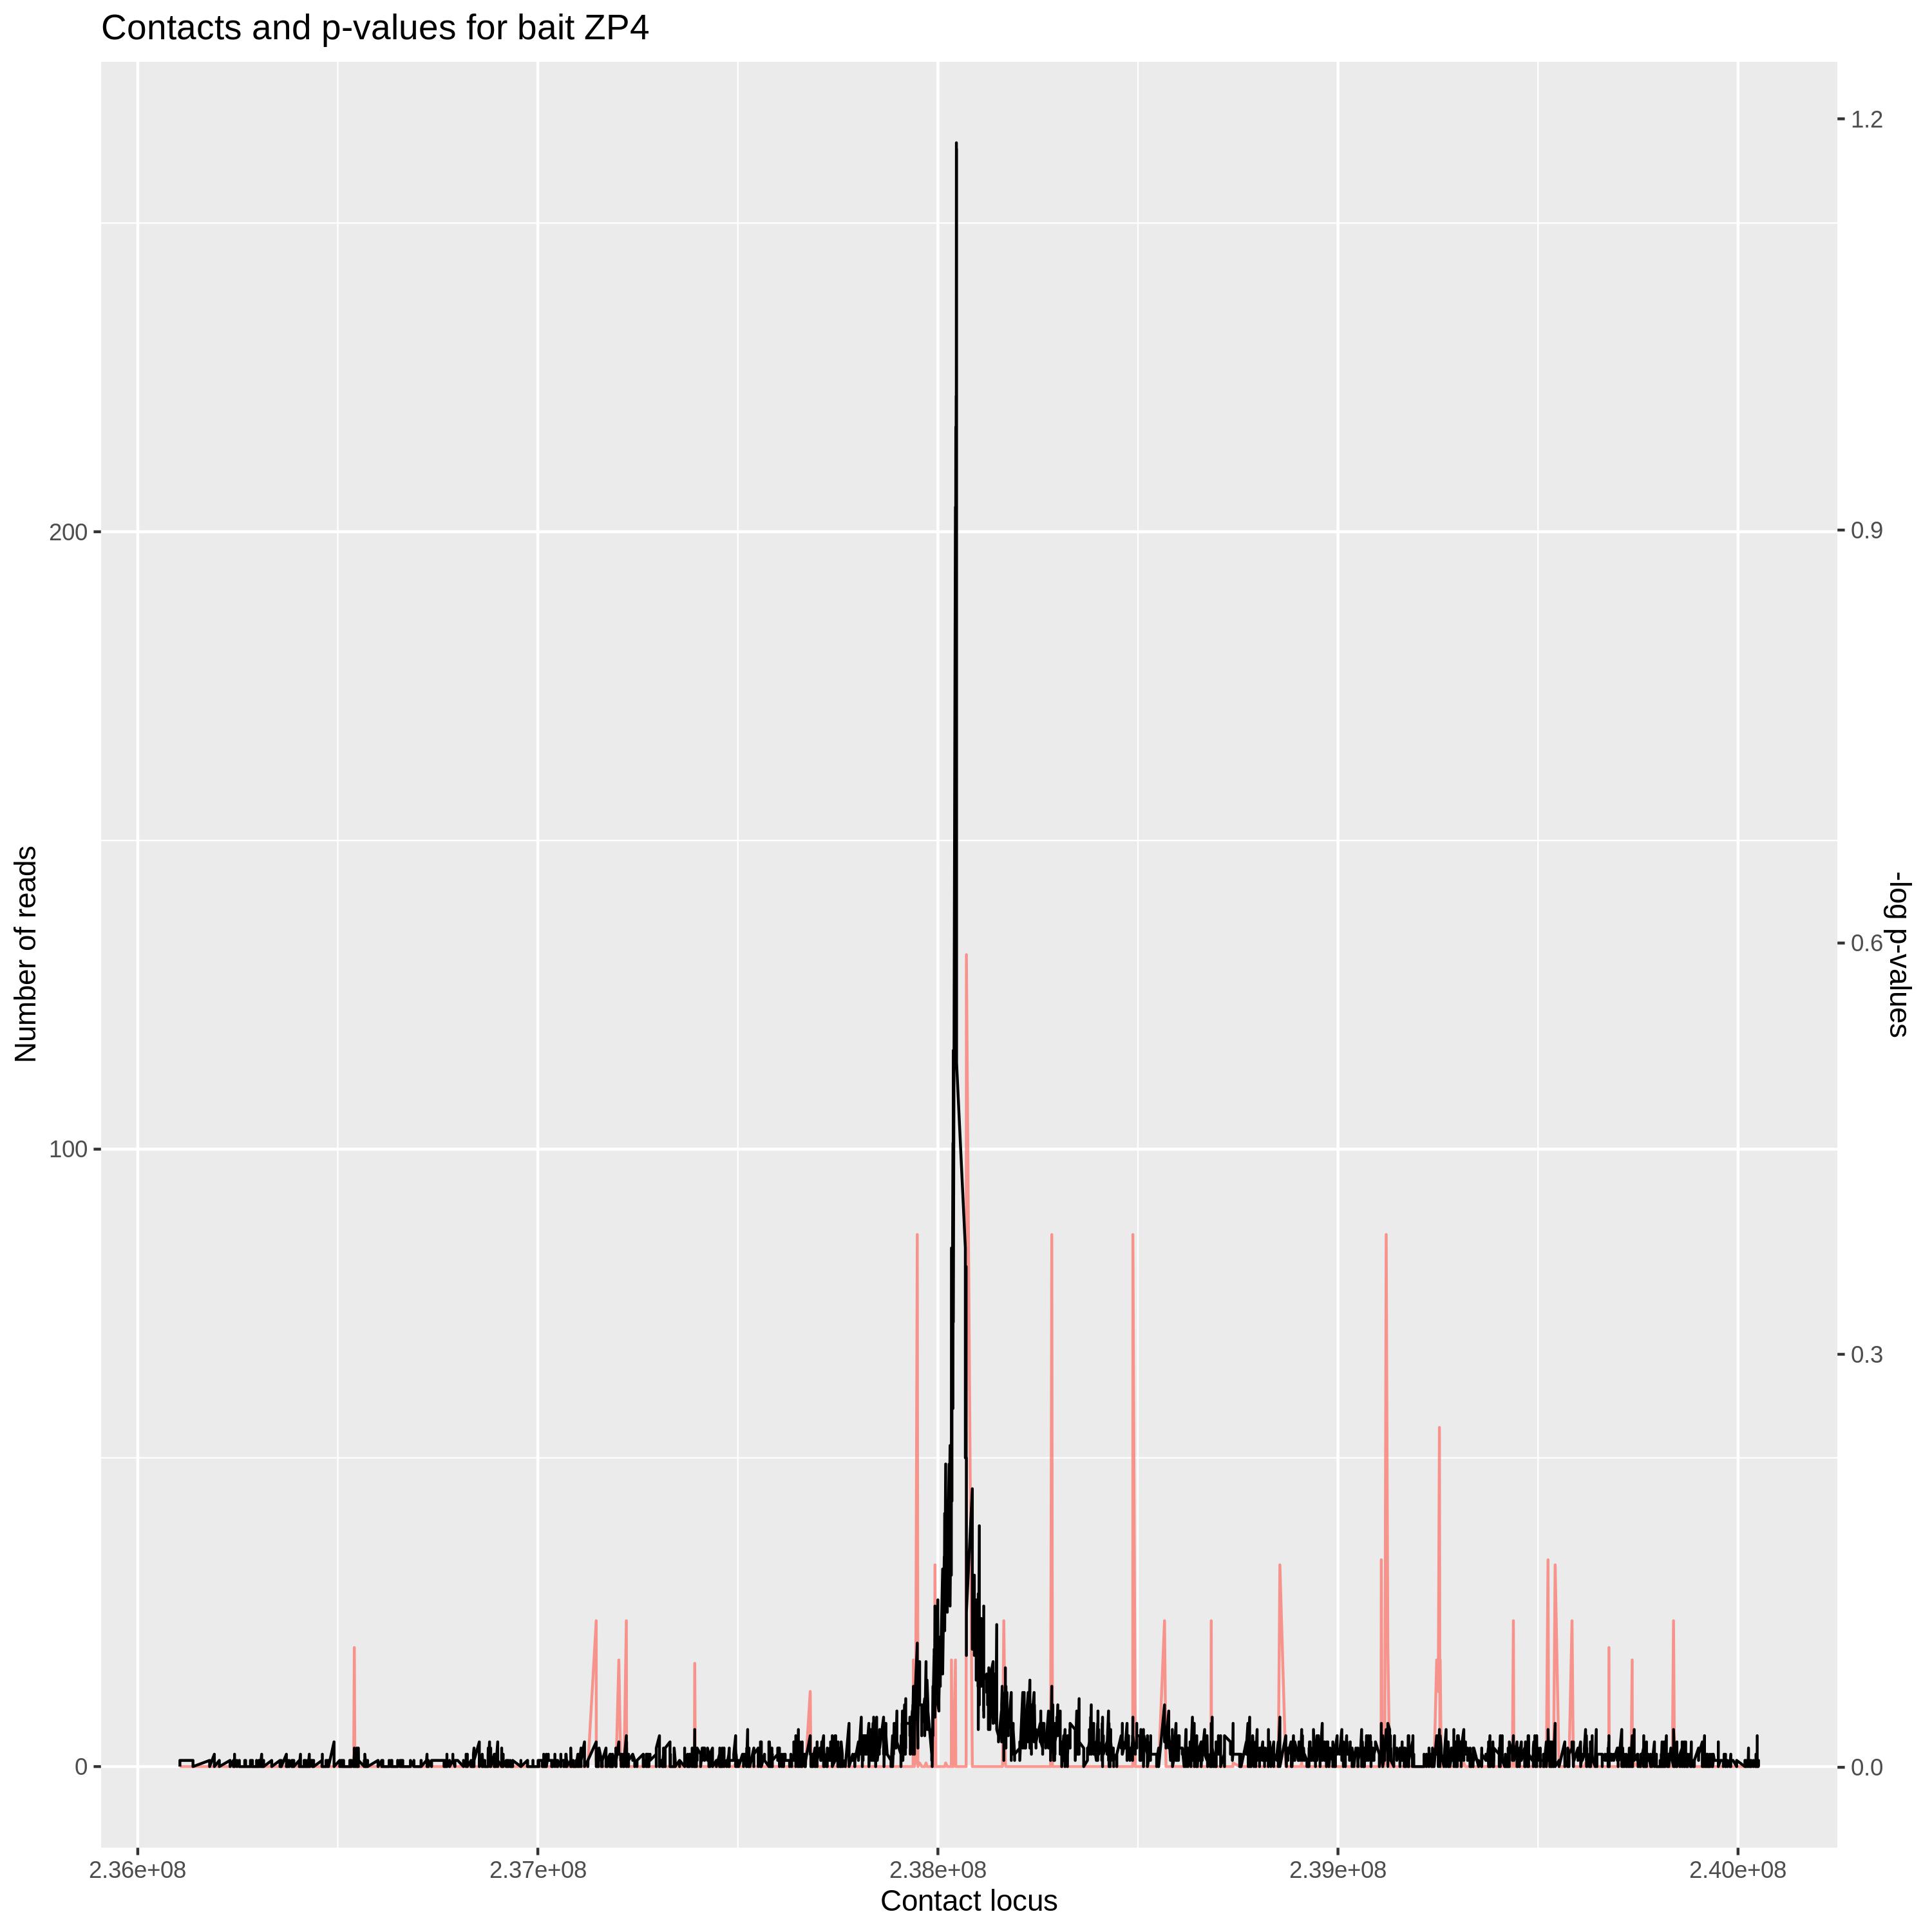 Contacts and p-values for bait ZP4
1.2
200
0.9
Number of reads
-log p-values
0.6
100
0.3
0
0.0
2.36e+08
2.37e+08
2.38e+08
2.39e+08
2.40e+08
Contact locus